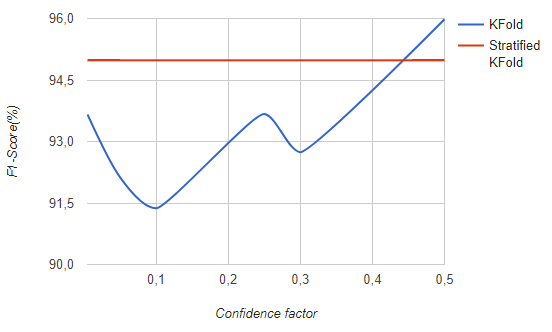 96,0
94,5
93,0
91,5
90,0
F1-Score(%)
0,1
0,2
0,3
0,4
0,5
Confidence factor
KFold
Stratified
KFold